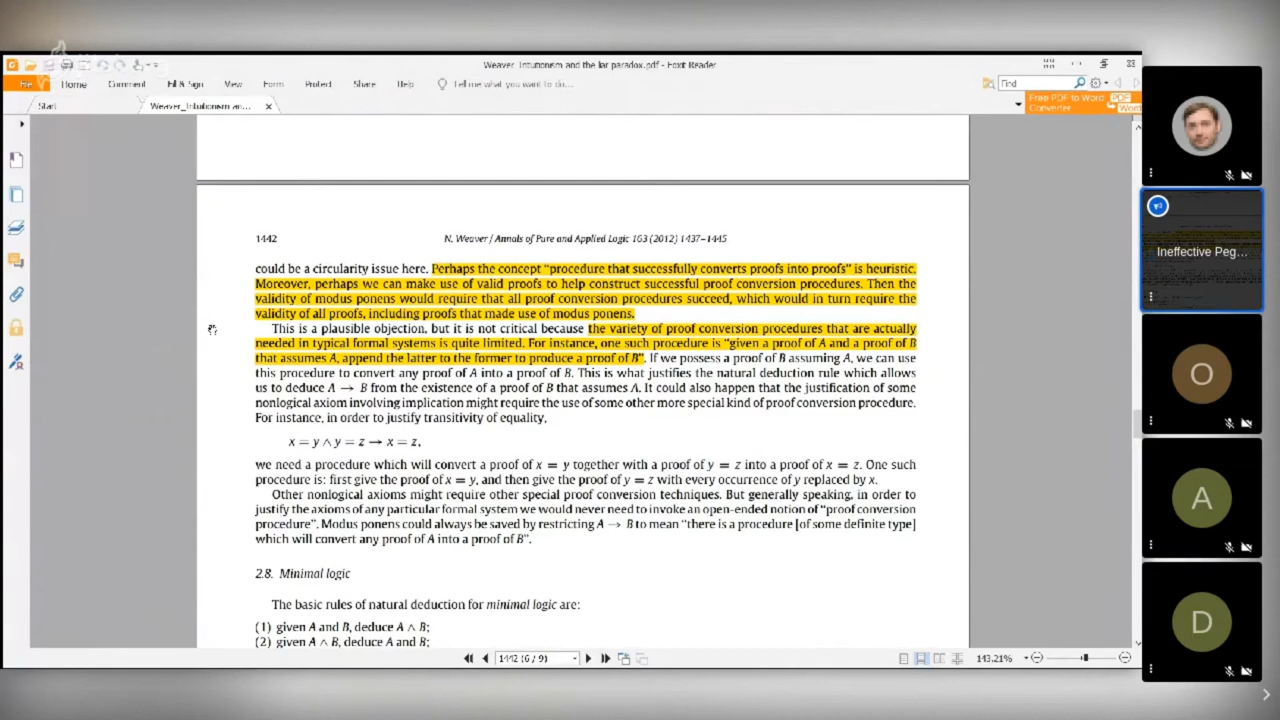 Weaver_Intutionism and the liar paradox.pdf - Foxit Reader
File Home Comment Fill & Sign View Form Protect Share Help Tell me what you want to do... Find
Start Weaver_Intutionism an...
Free PDF to Word
Converter
PDF
Word
1442 N. Weaver / Annals of Pure and Applied Logic 163 (2012) 1437–1445
could be a circularity issue here. Perhaps the concept “procedure that successfully converts proofs into proofs” is heuristic.
Moreover, perhaps we can make use of valid proofs to help construct successful proof conversion procedures. Then the
validity of modus ponens would require that all proof conversion procedures succeed, which would in turn require the
validity of all proofs, including proofs that made use of modus ponens.
This is a plausible objection, but it is not critical because the variety of proof conversion procedures that are actually
needed in typical formal systems is quite limited. For instance, one such procedure is “given a proof of A and a proof of B
that assumes A, append the latter to the former to produce a proof of B”. If we possess a proof of B assuming A, we can use
this procedure to convert any proof of A into a proof of B. This is what justifies the natural deduction rule which allows
us to deduce A → B from the existence of a proof of B that assumes A. It could also happen that the justification of some
nonlogical axiom involving implication might require the use of some other more special kind of proof conversion procedure.
For instance, in order to justify transitivity of equality,
x = y ∧ y = z → x = z,
we need a procedure which will convert a proof of x = y together with a proof of y = z into a proof of x = z. One such
procedure is: first give the proof of x = y, and then give the proof of y = z with every occurrence of y replaced by x.
Other nonlogical axioms might require other special proof conversion techniques. But generally speaking, in order to
justify the axioms of any particular formal system we would never need to invoke an open-ended notion of “proof conversion
procedure”. Modus ponens could always be saved by restricting A → B to mean “there is a procedure [of some definite type]
which will convert any proof of A into a proof of B”.
2.8. Minimal logic
The basic rules of natural deduction for minimal logic are:
(1) given A and B, deduce A ∧ B;
(2) given A ∧ B, deduce A and B;
1442 (6 / 9) 143.21%
Ineffective Peg...
O
A
D